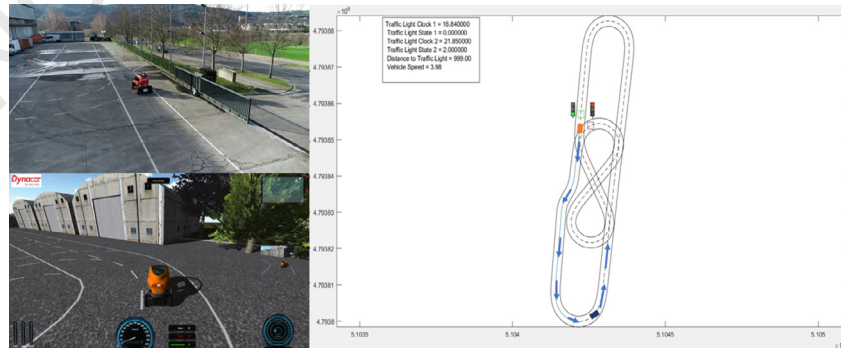 Traffic Light Clock 1 = 16.840000
Traffic Light State 1 = 0.000000
Traffic Light Clock 2 = 21.850000
Traffic Light State 2 = 2.000000
Distance to Traffic Light = 999.00
Vehicle Speed = 3.98
4.79388
4.79387
4.79386
4.79385
4.79384
4.79383
4.79382
4.79381
4.7938
5.1035
5.104
5.1045
5.105
Dynacar